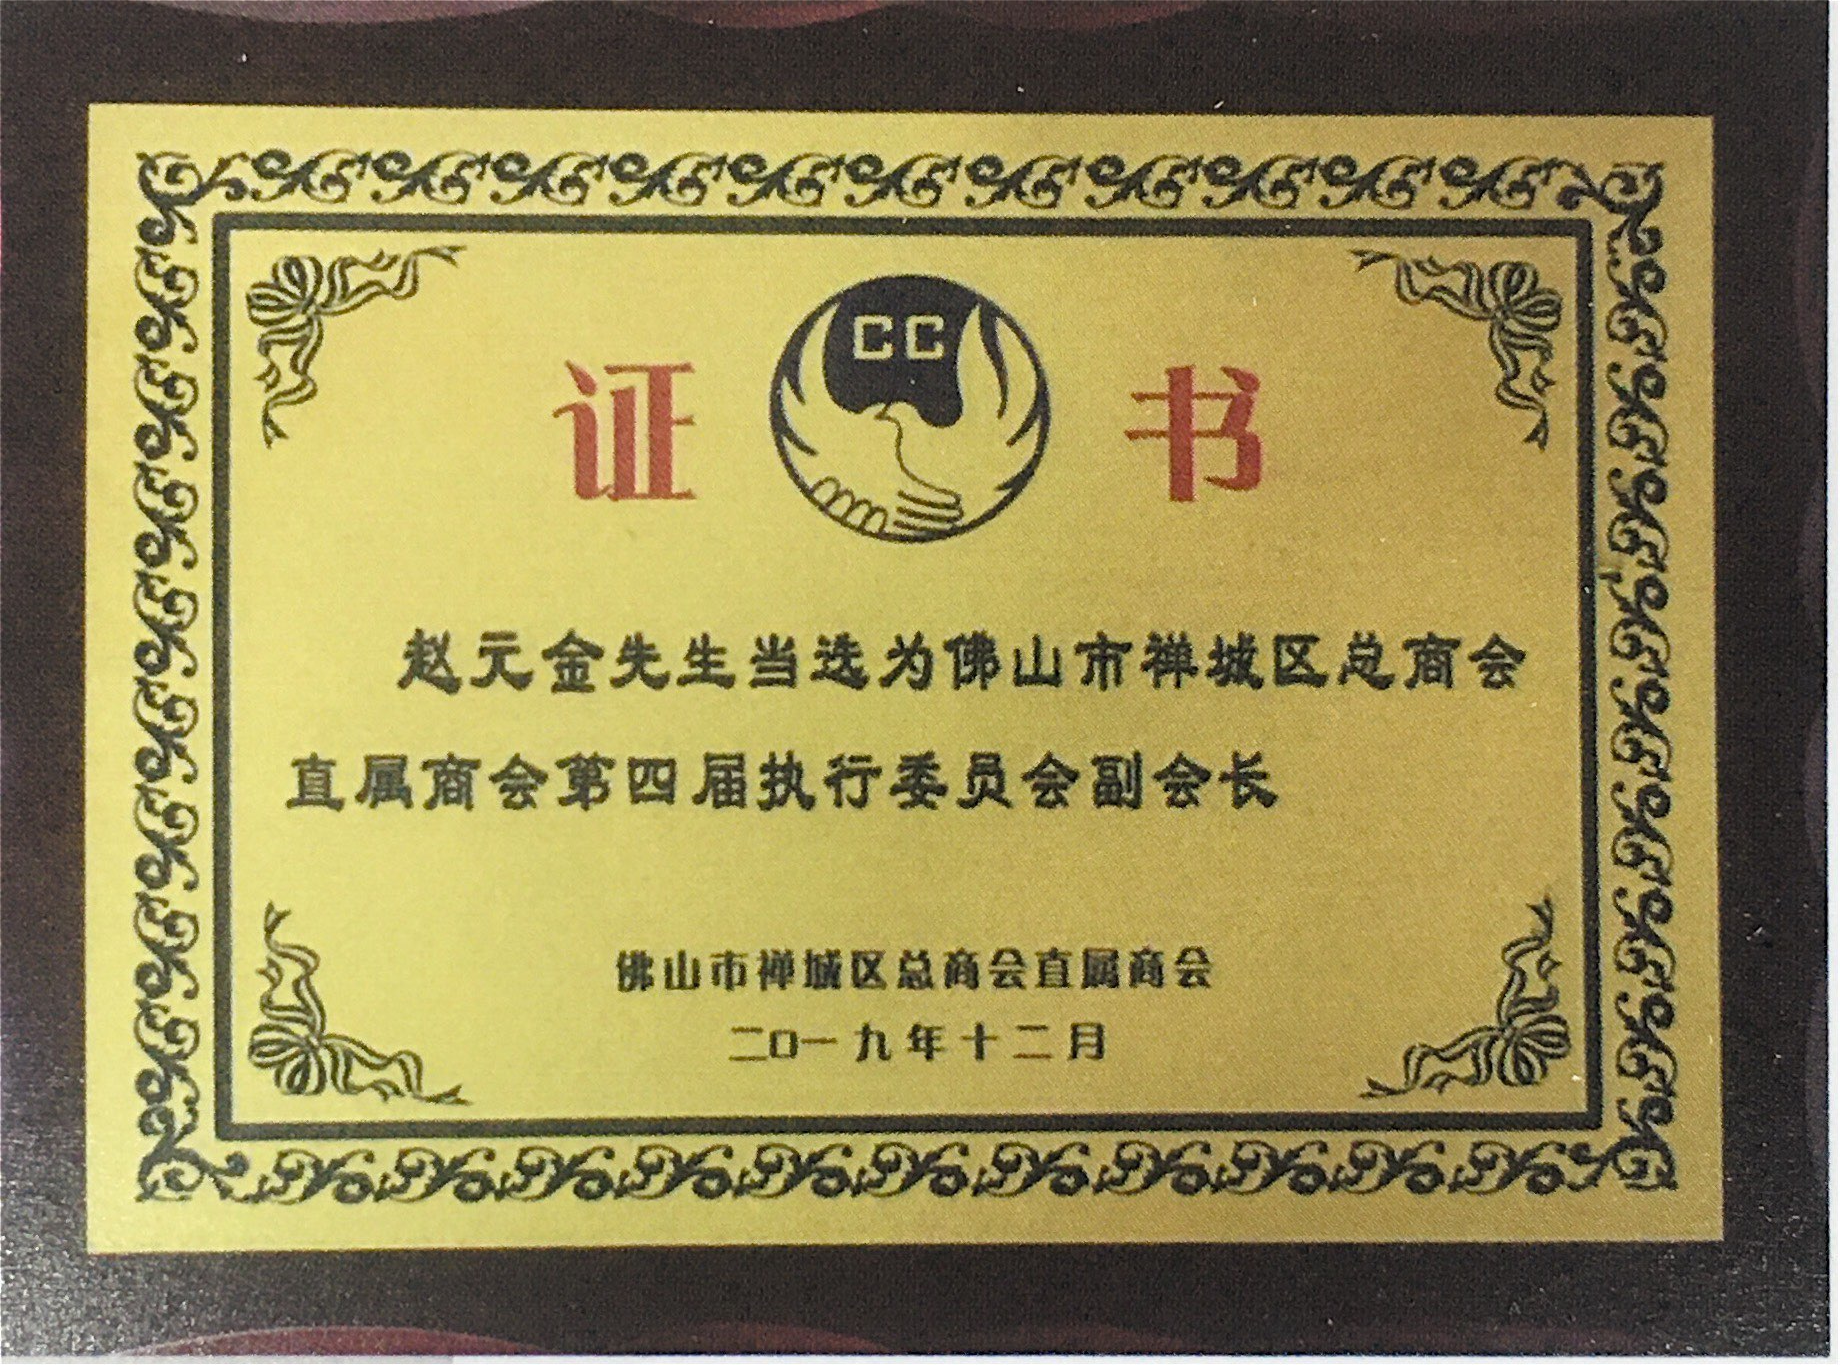 CC
证书
赵元金先生当选为佛山市禅城区总商会
直属商会第四届执行委员会副会长
佛山市禅城区总商会直属商会
二〇一九年十二月